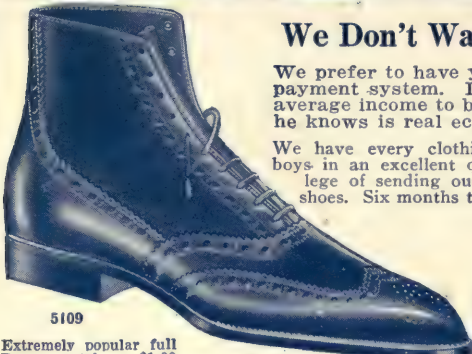 We Don't Wa
We prefer to have
payment system.
average income to b
he knows is real ec
We have every clothi
boys in an excellent
lege of sending ou
shoes. Six months t
5109
Extremely popular full